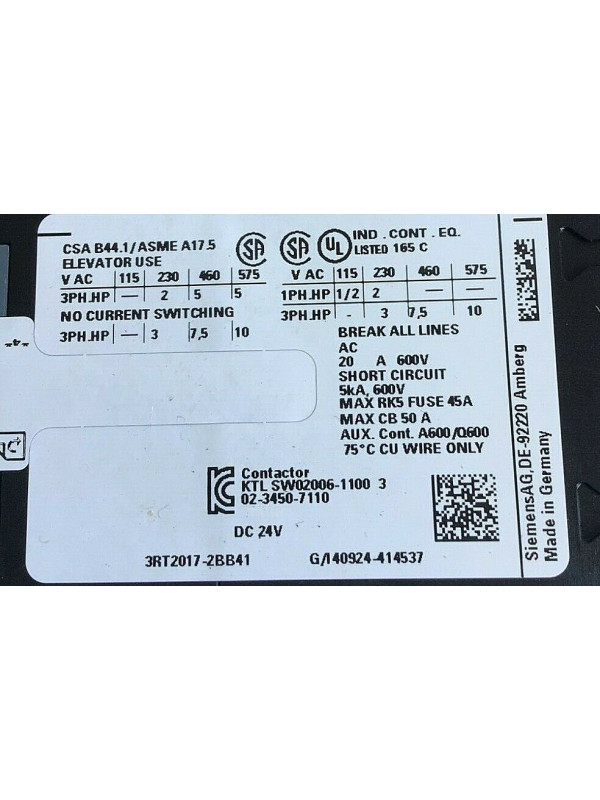 CSA B44.1/ASME A17.5
ELEVATOR USE
V AC 115 230 460 575
3PH.HP — 2 5 5
NO CURRENT SWITCHING
3PH.HP — 3 7,5 10
SA SA UL
IND.CONT.EQ.
LISTED 165 C
V AC 115 230 460 575
1PH.HP 1/2 2 — —
3PH.HP - 3 7,5 10
BREAK ALL LINES
AC
20 A 600V
SHORT CIRCUIT
5kA, 600V
MAX RK5 FUSE 45A
MAX CB 50 A
AUX. Cont. A600/Q600
75°C CU WIRE ONLY
Contactor
KTL SW02006-1100 3
02-3450-7110
DC 24V
3RT2017-2BB41 G/140924-414537
SiemensAG,DE-92220 Amberg
Made in Germany
*4*